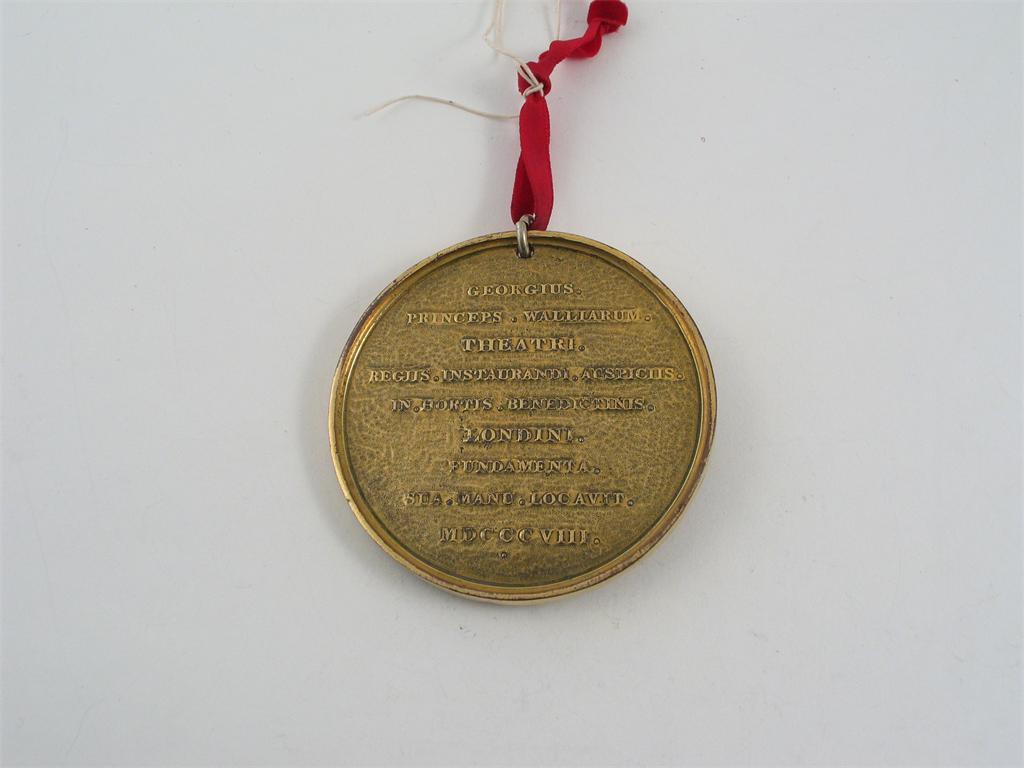 GEORGIUS.
PRINCEPS . WALLIARUM.
THEATRI.
REGIIS . INSTAURANDI . AUSPICIIS.
IN . HORTIS . BENEDICTINIS.
LONDINI.
FUNDAMENTA.
SUA . MANU . LOCAVIT.
MDCCCVIII.